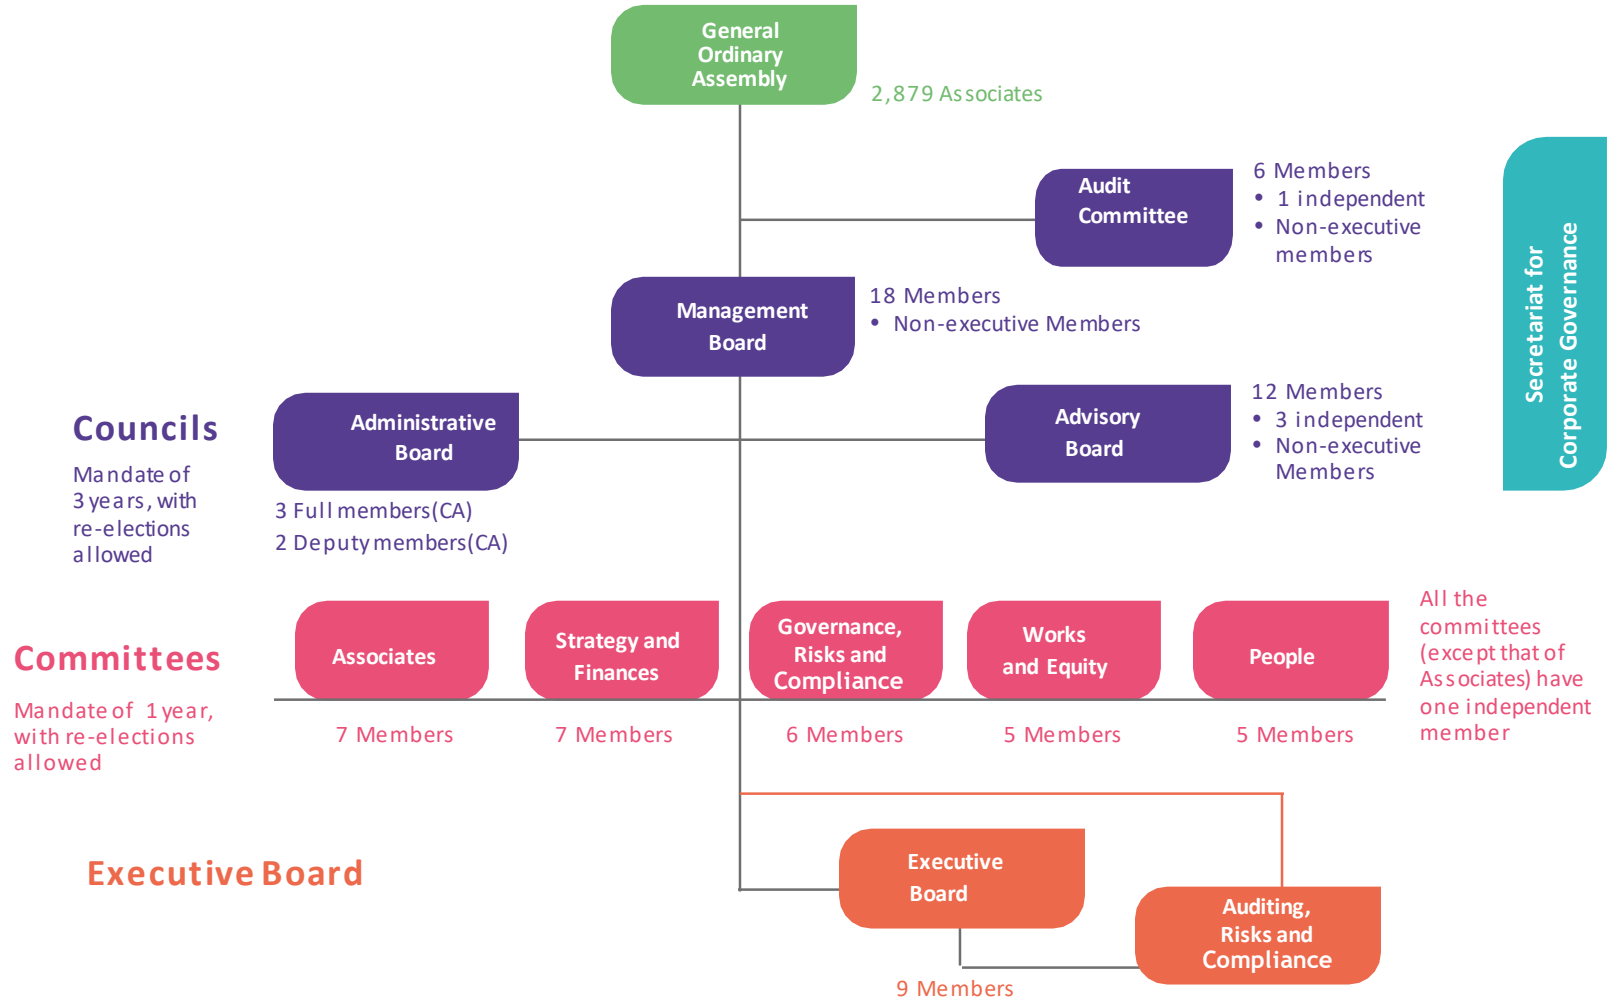 General
Ordinary
Assembly
2,879 Associates
Audit
Committee
6 Members
• 1 independent
• Non-executive
members
Secretariat for
Corporate Governance
Management
Board
18 Members
• Non-executive Members
Councils
Mandate of
3 years, with
re-elections
allowed
Administrative
Board
3 Full members(CA)
2 Deputy members(CA)
Advisory
Board
12 Members
• 3 independent
• Non-executive
Members
Committees
Mandate of 1 year,
with re-elections
allowed
Associates
7 Members
Strategy and
Finances
7 Members
Governance,
Risks and
Compliance
6 Members
Works
and Equity
5 Members
People
5 Members
All the
committees
(except that of
Associates) have
one independent
member
Executive Board
Executive
Board
9 Members
Auditing,
Risks and
Compliance